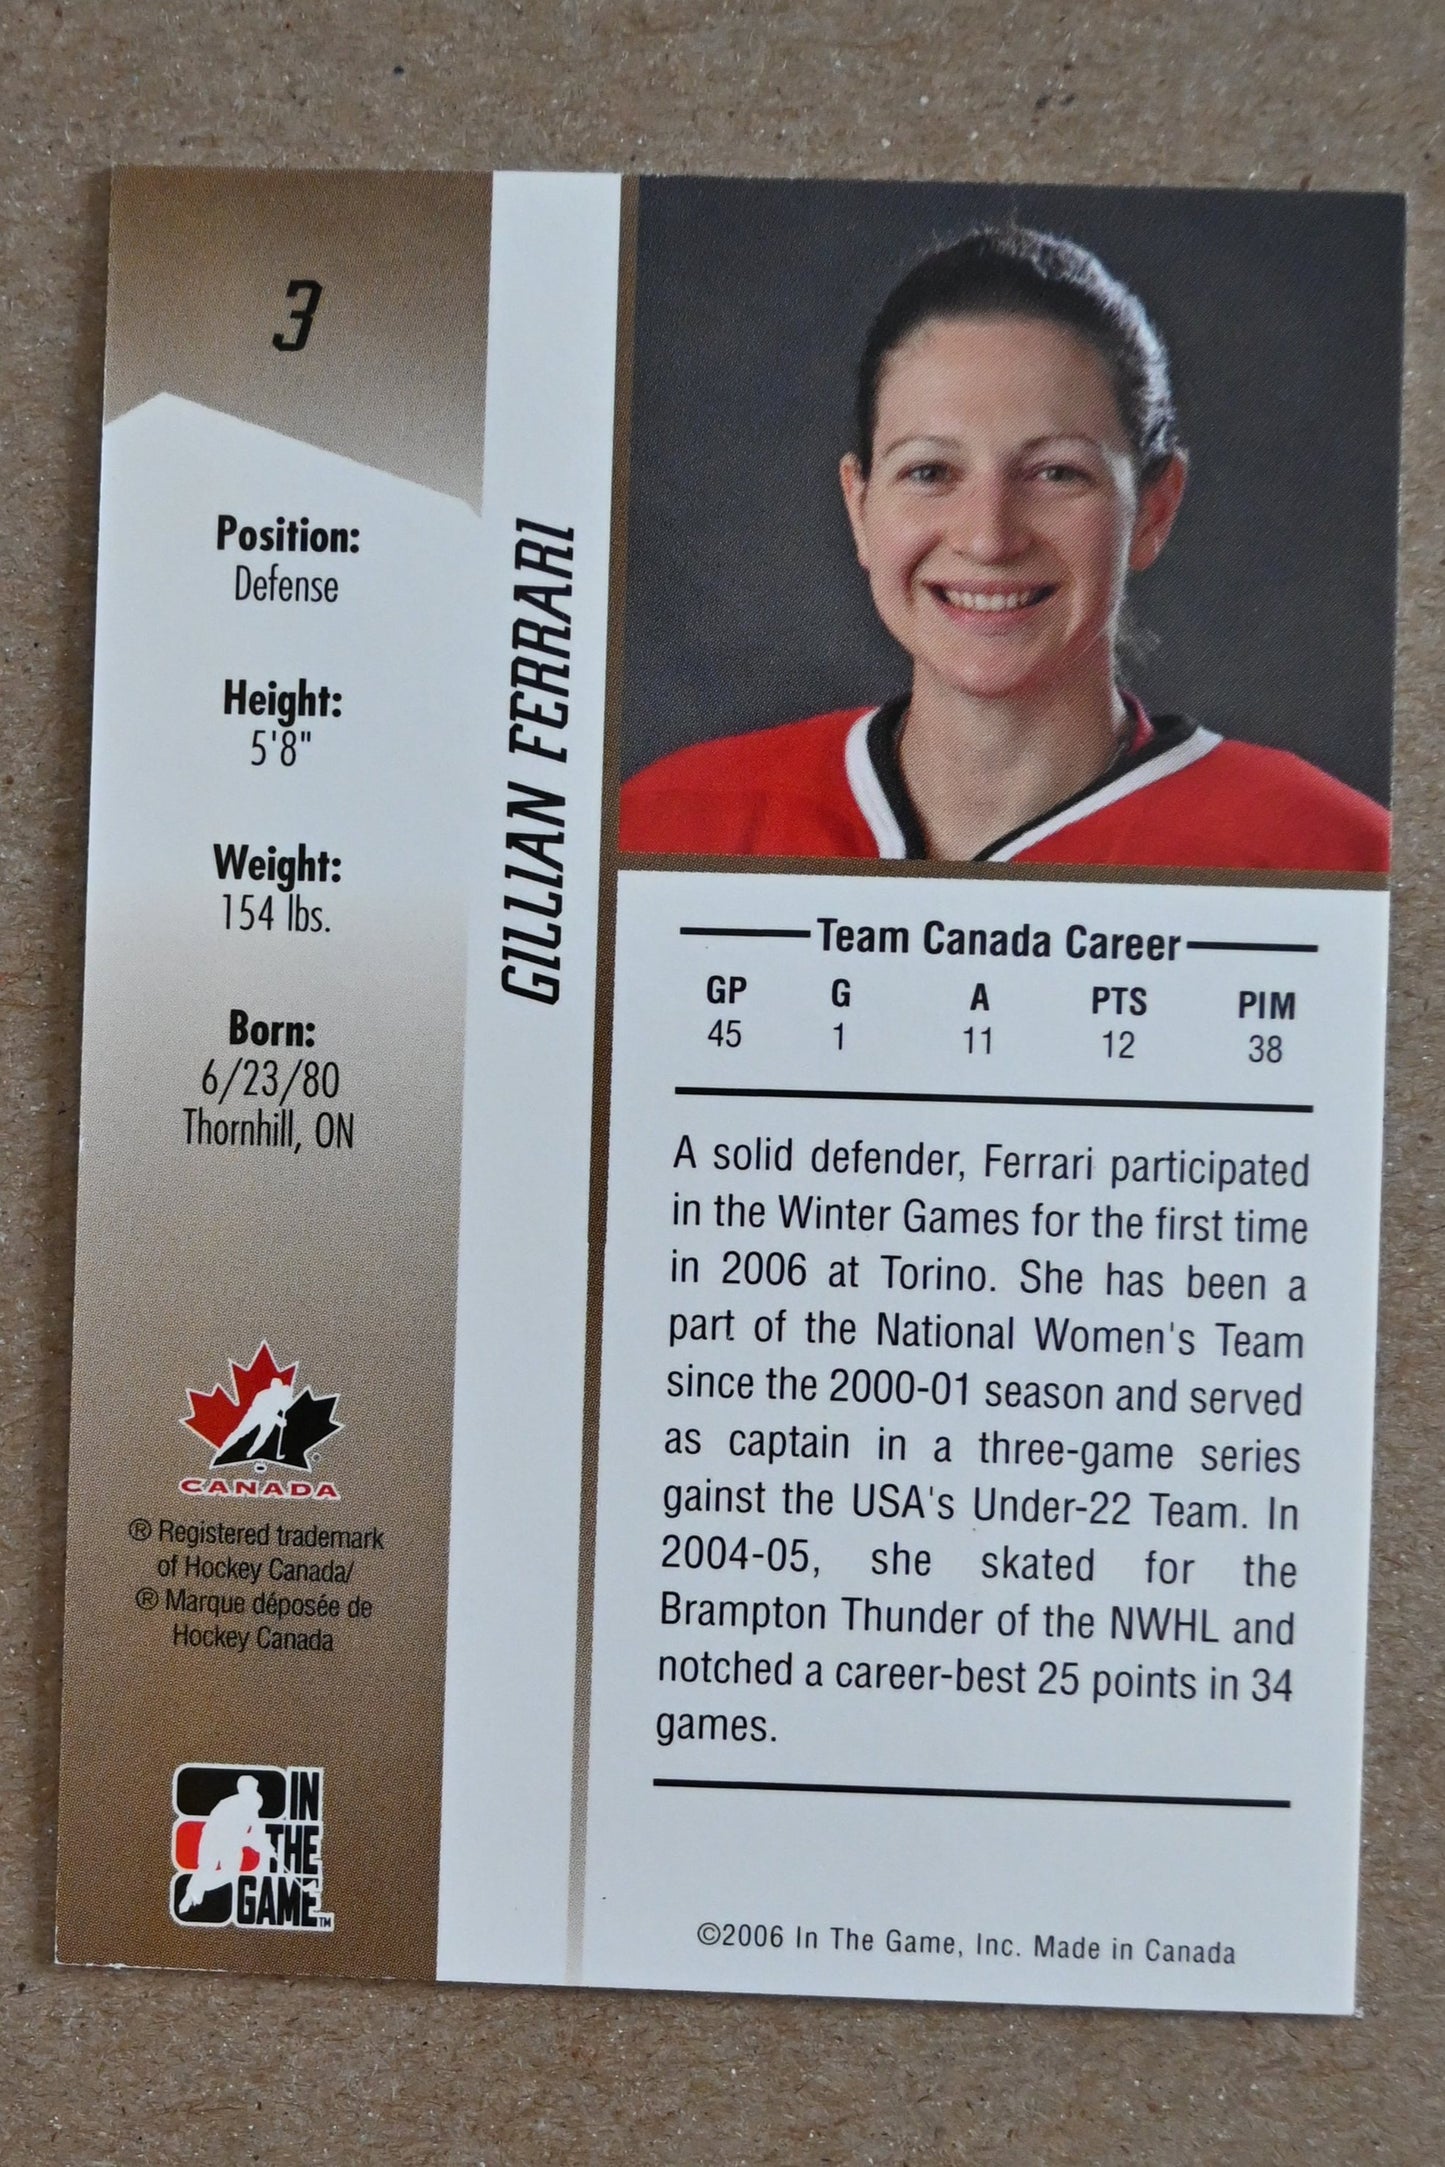 3
Position:
Defense
Height:
5'8"
Weight:
154 lbs.
Born:
6/23/80
Thornhill, ON
CANADA
® Registered trademark
of Hockey Canada/
® Marque déposée de
Hockey Canada
IN
THE
GAME TM
GILLIAN FERRARI
Team Canada Career
GP G A PTS PIM
45 1 11 12 38
A solid defender, Ferrari participated
in the Winter Games for the first time
in 2006 at Torino. She has been a
part of the National Women's Team
since the 2000-01 season and served
as captain in a three-game series
gainst the USA's Under-22 Team. In
2004-05, she skated for the
Brampton Thunder of the NWHL and
notched a career-best 25 points in 34
games.
©2006 In The Game, Inc. Made in Canada